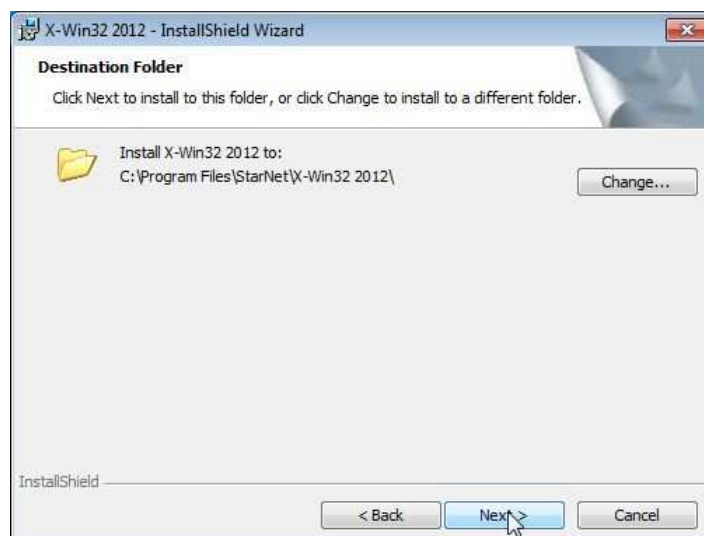 X-Win32 2012 - InstallShield Wizard
Destination Folder
Click Next to install to this folder, or click Change to install to a different folder.
Install X-Win32 2012 to:
C:\Program Files\StarNet\X-Win32 2012\
Change...
InstallShield
< Back
Next >
Cancel